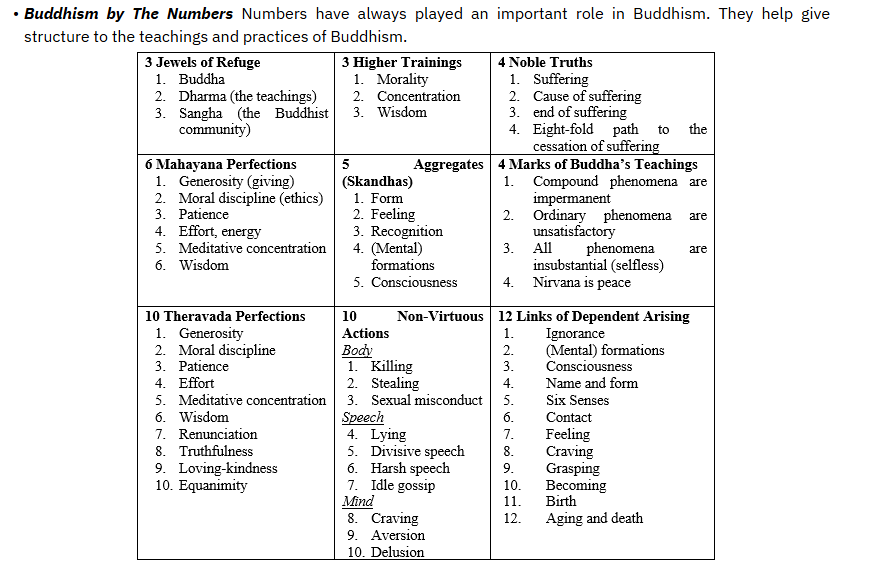 • Buddhism by The Numbers Numbers have always played an important role in Buddhism. They help give
structure to the teachings and practices of Buddhism.
3 Jewels of Refuge
1. Buddha
2. Dharma (the teachings)
3. Sangha (the Buddhist
community)
3 Higher Trainings
1. Morality
2. Concentration
3. Wisdom
4 Noble Truths
1. Suffering
2. Cause of suffering
3. end of suffering
4. Eight-fold path to the
cessation of suffering
6 Mahayana Perfections
1. Generosity (giving)
2. Moral discipline (ethics)
3. Patience
4. Effort, energy
5. Meditative concentration
6. Wisdom
5 Aggregates
(Skandhas)
1. Form
2. Feeling
3. Recognition
4. (Mental)
formations
5. Consciousness
4 Marks of Buddha's Teachings
1. Compound phenomena are
impermanent
2. Ordinary phenomena are
unsatisfactory
3. All phenomena are
insubstantial (selfless)
4. Nirvana is peace
10 Theravada Perfections
1. Generosity
2. Moral discipline
3. Patience
4. Effort
5. Meditative concentration
6. Wisdom
7. Renunciation
8. Truthfulness
9. Loving-kindness
10. Equanimity
10 Non-Virtuous
Actions
Body
1. Killing
2. Stealing
3. Sexual misconduct
Speech
4. Lying
5. Divisive speech
6. Harsh speech
7. Idle gossip
Mind
8. Craving
9. Aversion
10. Delusion
12 Links of Dependent Arising
1. Ignorance
2. (Mental) formations
3. Consciousness
4. Name and form
5. Six Senses
6. Contact
7. Feeling
8. Craving
9. Grasping
10. Becoming
11. Birth
12. Aging and death